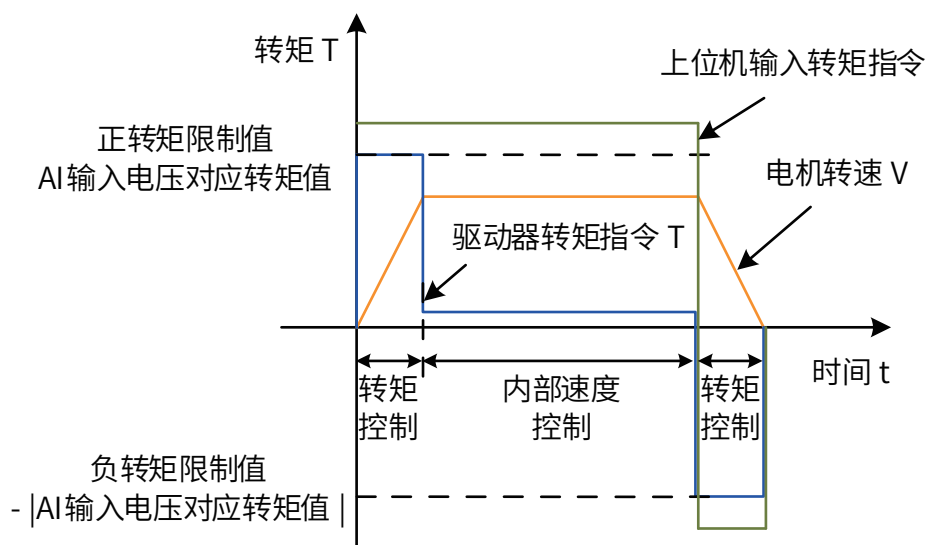 转矩 T
上位机输入转矩指令
正转矩限制值
AI输入电压对应转矩值
电机转速 V
驱动器转矩指令 T
时间 t
转矩
控制
内部速度
控制
转矩
控制
负转矩限制值
- |AI输入电压对应转矩值 |